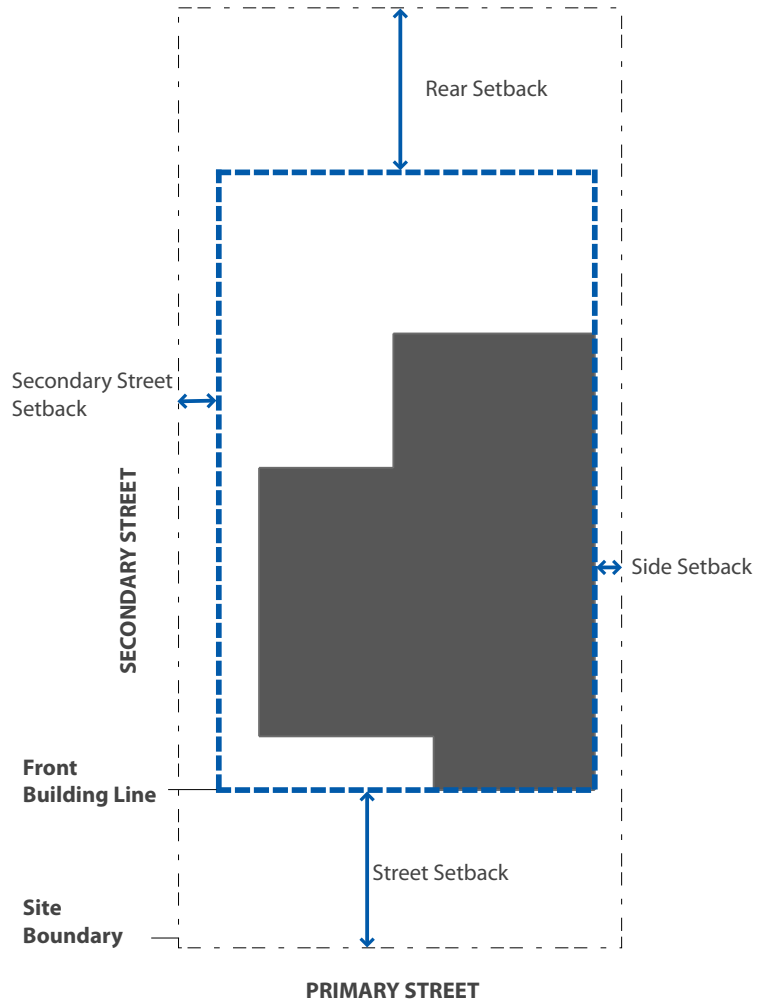 Rear Setback
Secondary Street
Setback
SECONDARY STREET
Side Setback
Front
Building Line
Street Setback
Site
Boundary
PRIMARY STREET